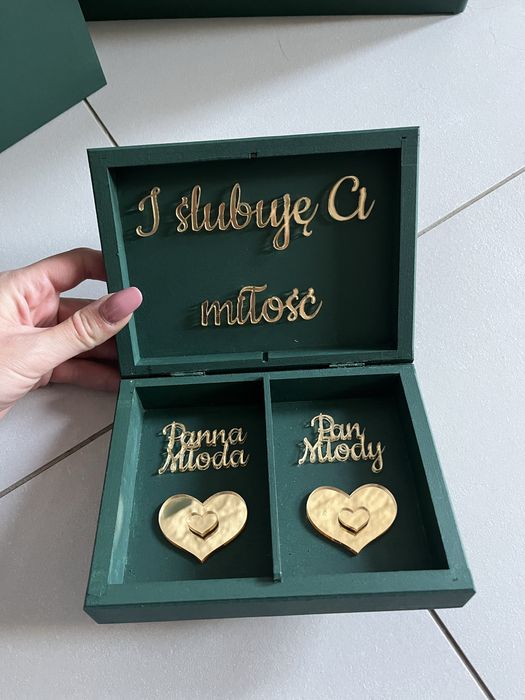 I ślubuję Ci
miłość
Panna
Młoda
Pan
Młody